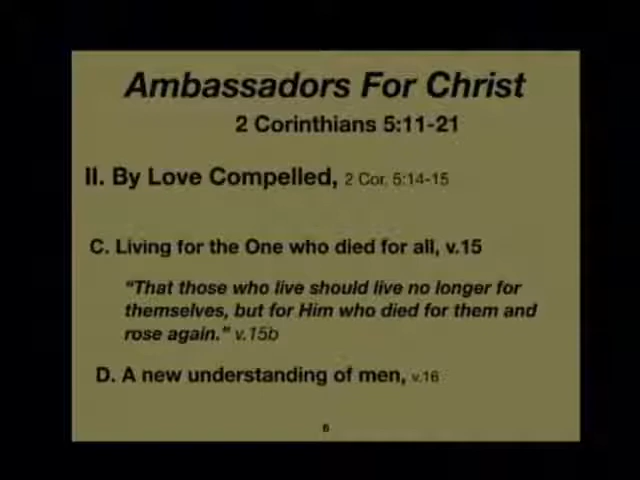 Ambassadors For Christ
2 Corinthians 5:11-21
II. By Love Compelled, 2 Cor. 5:14-15
C. Living for the One who died for all, v.15
“That those who live should live no longer for
themselves, but for Him who died for them and
rose again.” v.15b
D. A new understanding of men, v.16
6